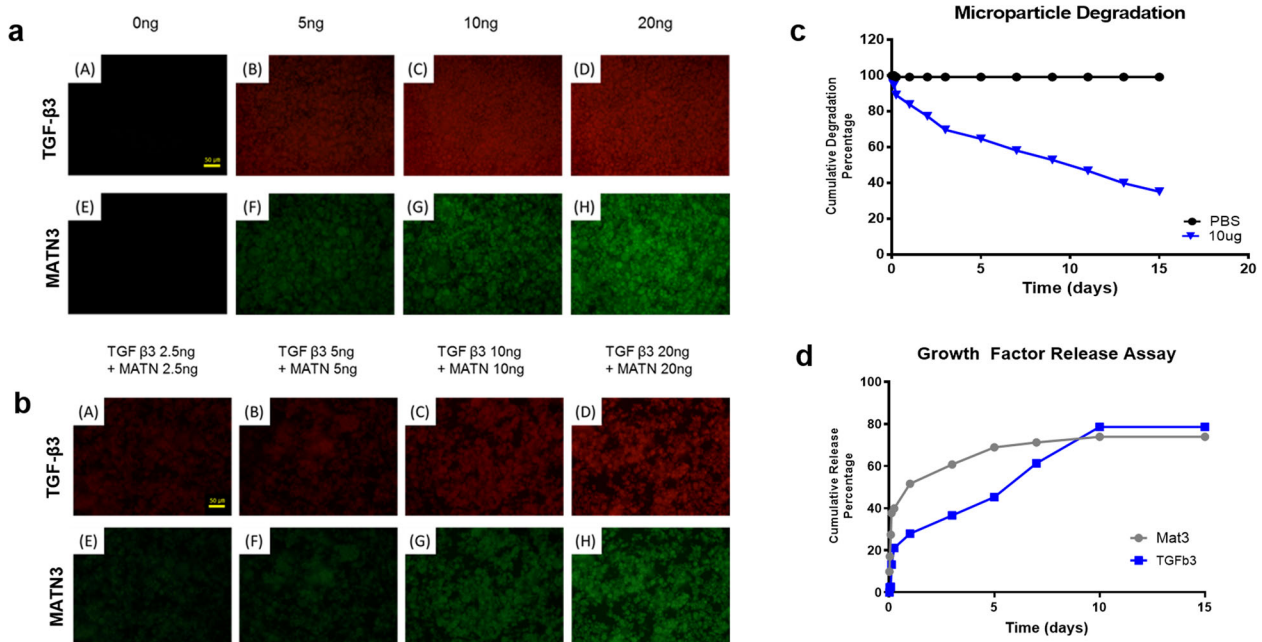 a
0ng
5ng
10ng
20ng
TGF-β3
(A)
50 μm
(B)
(C)
(D)
MATN3
(E)
(F)
(G)
(H)
b
TGF β3 2.5ng
+ MATN 2.5ng
TGF β3 5ng
+ MATN 5ng
TGF β3 10ng
+ MATN 10ng
TGF β3 20ng
+ MATN 20ng
TGF-β3
(A)
50 μm
(B)
(C)
(D)
MATN3
(E)
(F)
(G)
(H)
c
Microparticle Degradation
Cumulative Degradation
Percentage
120
100
80
60
40
20
0
0
5
10
15
20
Time (days)
PBS
10ug
d
Growth Factor Release Assay
Cumulative Release
Percentage
100
80
60
40
20
0
0
5
10
15
Time (days)
Mat3
TGFb3